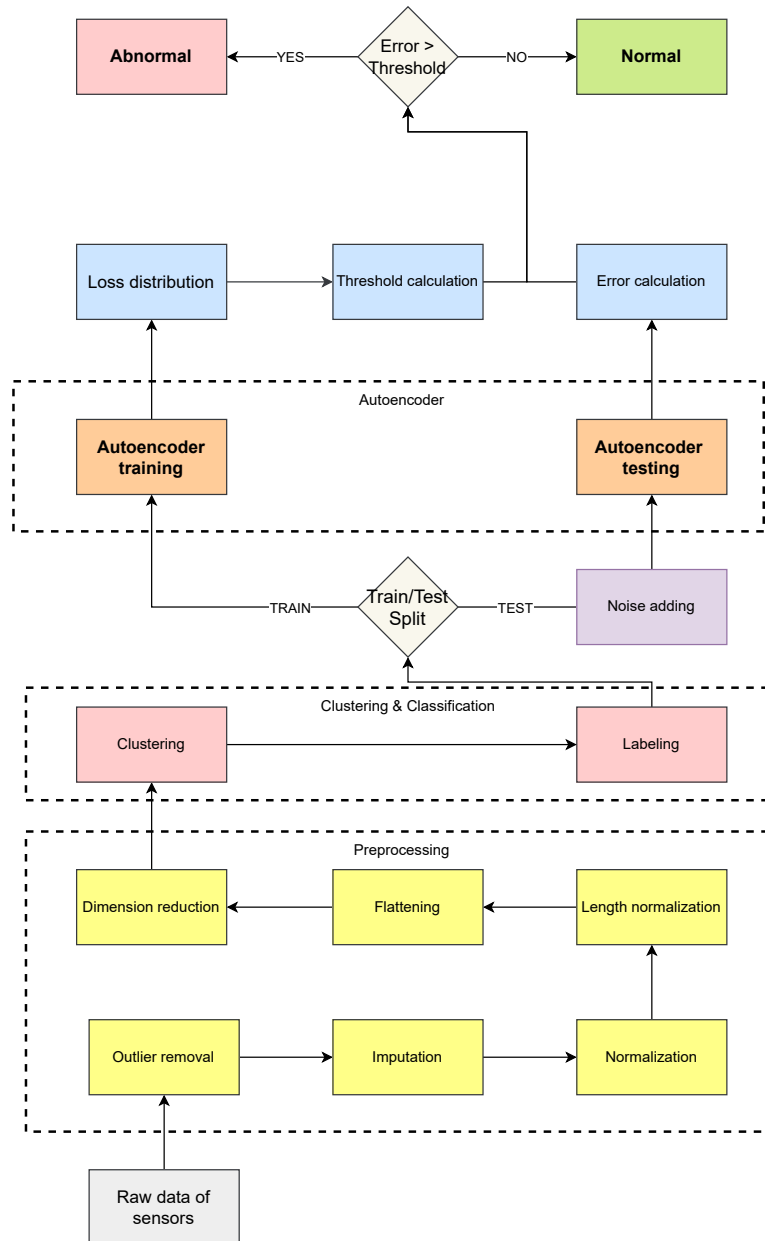 Abnormal
YES
Error >
Threshold
NO
Normal
Loss distribution
Threshold calculation
Error calculation
Autoencoder
Autoencoder
training
Autoencoder
testing
TRAIN
Train/Test
Split
TEST
Noise adding
Clustering & Classification
Clustering
Labeling
Preprocessing
Dimension reduction
Flattening
Length normalization
Outlier removal
Imputation
Normalization
Raw data of
sensors